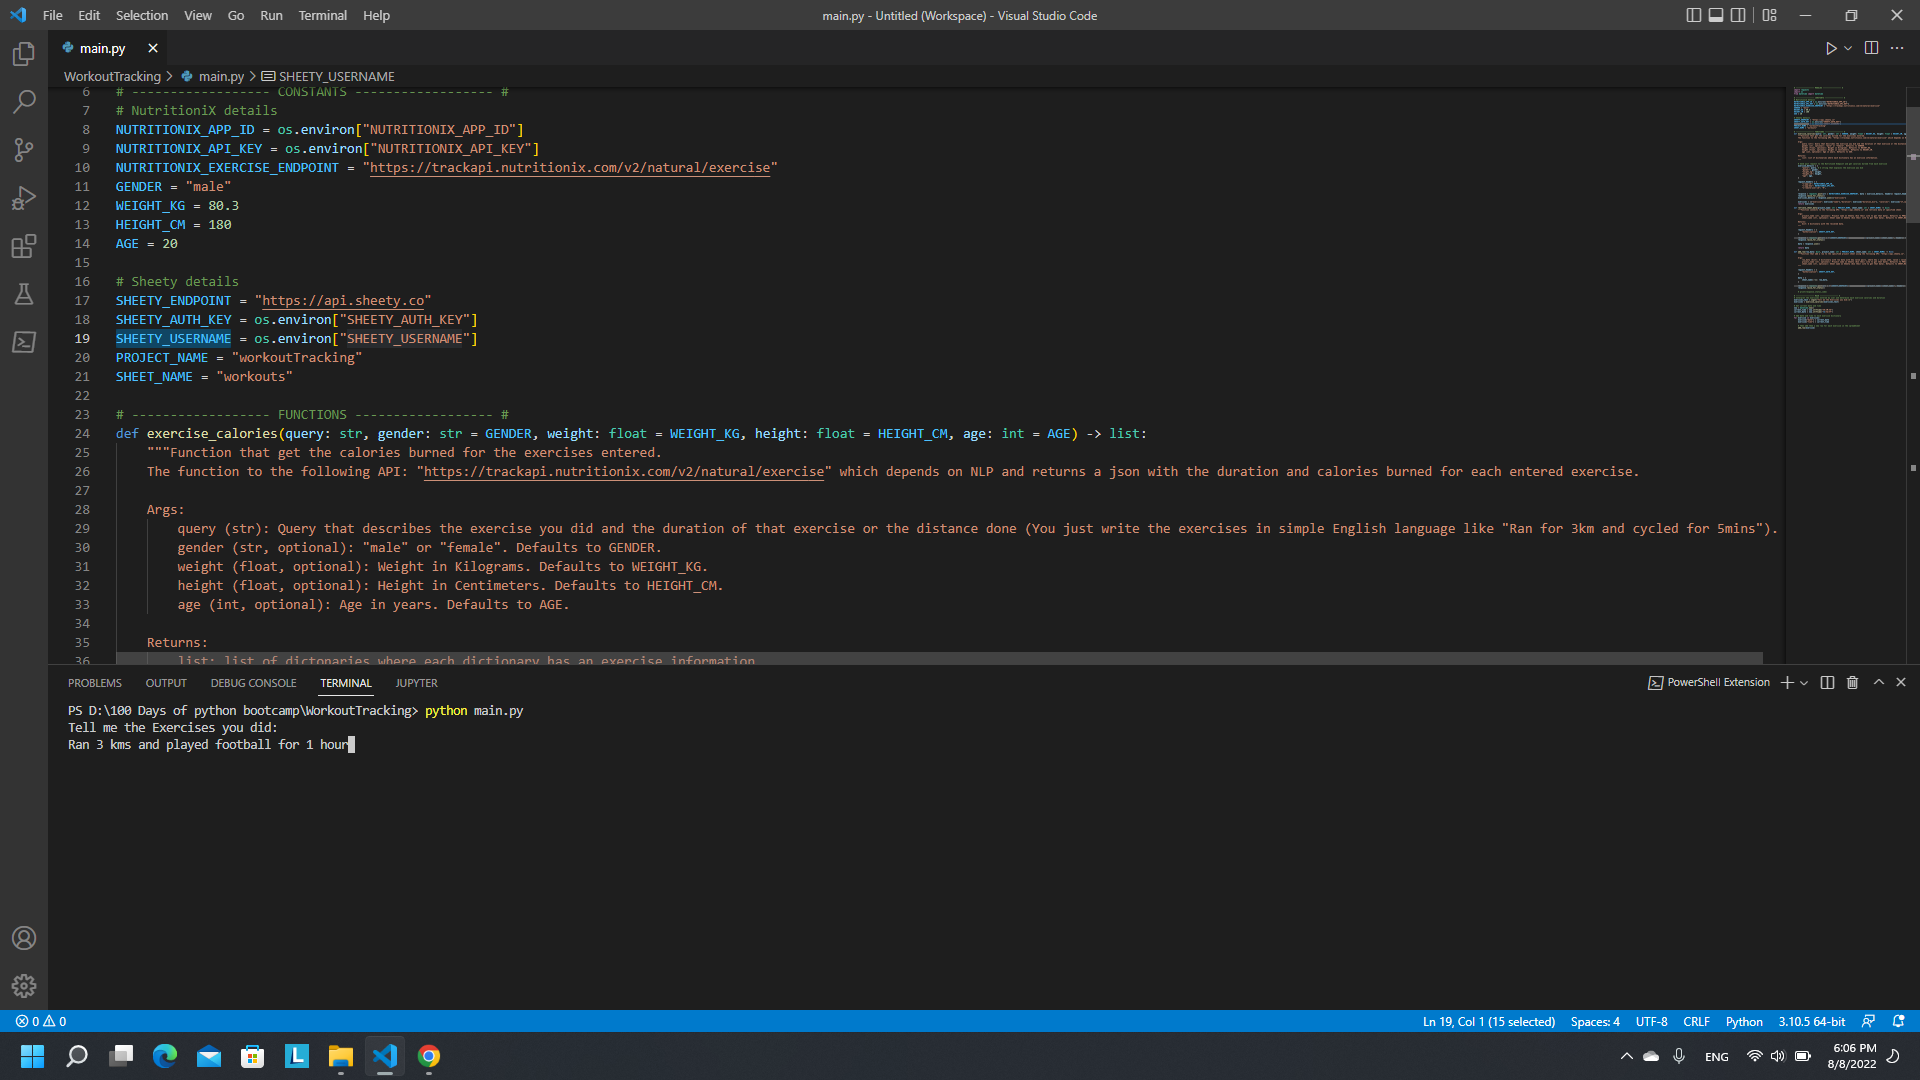 File Edit Selection View Go Run Terminal Help
main.py - Untitled (Workspace) - Visual Studio Code
main.py
WorkoutTracking > main.py > SHEETY_USERNAME
6 # ------------------ CONSTANTS ------------------ #
7 # NutritioniX details
8 NUTRITIONIX_APP_ID = os.environ["NUTRITIONIX_APP_ID"]
9 NUTRITIONIX_API_KEY = os.environ["NUTRITIONIX_API_KEY"]
10 NUTRITIONIX_EXERCISE_ENDPOINT = "https://trackapi.nutritionix.com/v2/natural/exercise"
11 GENDER = "male"
12 WEIGHT_KG = 80.3
13 HEIGHT_CM = 180
14 AGE = 20
15
16 # Sheety details
17 SHEETY_ENDPOINT = "https://api.sheety.co"
18 SHEETY_AUTH_KEY = os.environ["SHEETY_AUTH_KEY"]
19 SHEETY_USERNAME = os.environ["SHEETY_USERNAME"]
20 PROJECT_NAME = "workoutTracking"
21 SHEET_NAME = "workouts"
22
23 # ------------------ FUNCTIONS ------------------ #
24 def exercise_calories(query: str, gender: str = GENDER, weight: float = WEIGHT_KG, height: float = HEIGHT_CM, age: int = AGE) -> list:
25 """Function that get the calories burned for the exercises entered.
26 The function to the following API: "https://trackapi.nutritionix.com/v2/natural/exercise" which depends on NLP and returns a json with the duration and calories burned for each entered exercise.
27
28 Args:
29 query (str): Query that describes the exercise you did and the duration of that exercise or the distance done (You just write the exercises in simple English language like "Ran for 3km and cycled for 5mins").
30 gender (str, optional): "male" or "female". Defaults to GENDER.
31 weight (float, optional): Weight in Kilograms. Defaults to WEIGHT_KG.
32 height (float, optional): Height in Centimeters. Defaults to HEIGHT_CM.
33 age (int, optional): Age in years. Defaults to AGE.
34
35 Returns:
36 list: list of dictonaries where each dictionary has an exercise information
PROBLEMS OUTPUT DEBUG CONSOLE TERMINAL JUPYTER
PowerShell Extension
PS D:\100 Days of python bootcamp\WorkoutTracking> python main.py
Tell me the Exercises you did:
Ran 3 kms and played football for 1 hour
0 0
Ln 19, Col 1 (15 selected) Spaces: 4 UTF-8 CRLF Python 3.10.5 64-bit
L
ENG
6:06 PM
8/8/2022